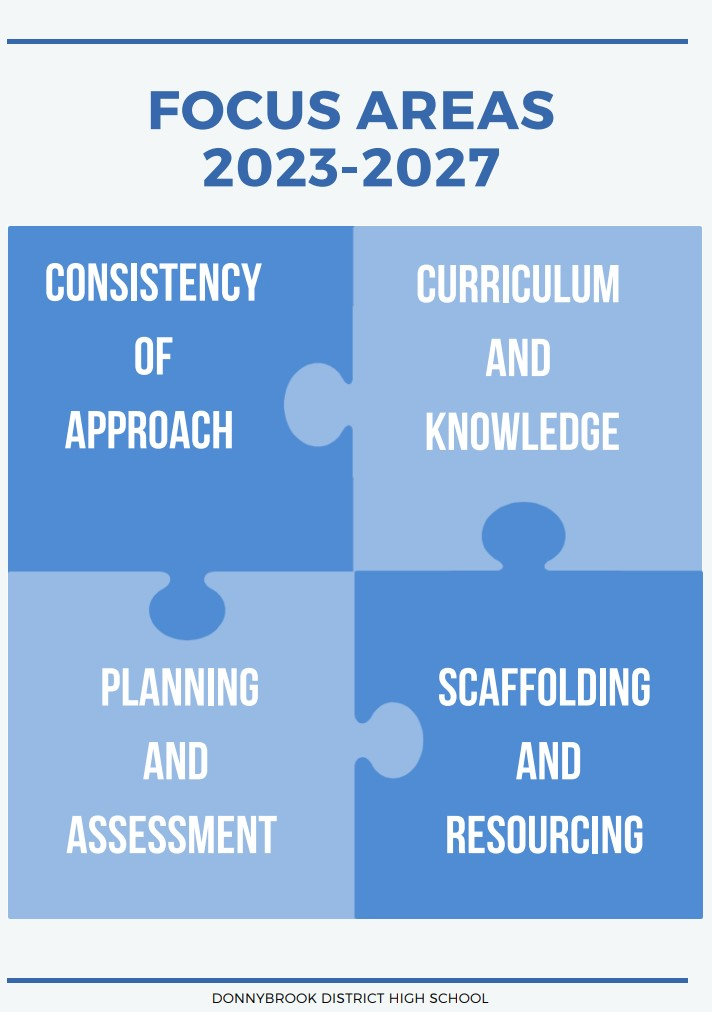 FOCUS AREAS
2023-2027
CONSISTENCY
OF
APPROACH
CURRICULUM
AND
KNOWLEDGE
PLANNING
AND
ASSESSMENT
SCAFFOLDING
AND
RESOURCING
DONNYBROOK DISTRICT HIGH SCHOOL